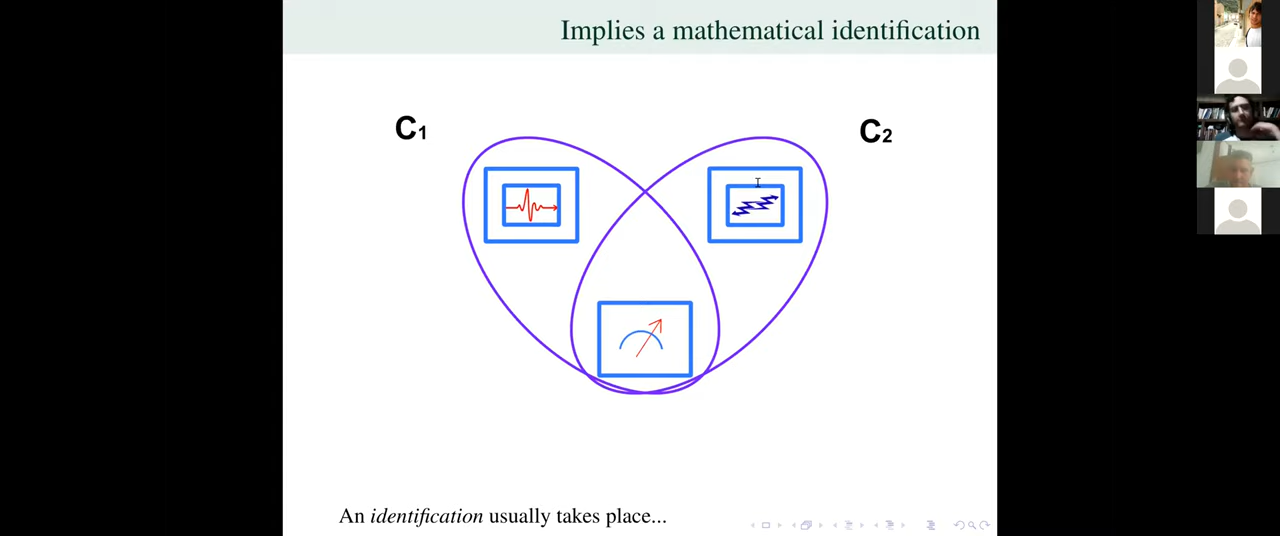 Implies a mathematical identification
C1
C2
An identification usually takes place...